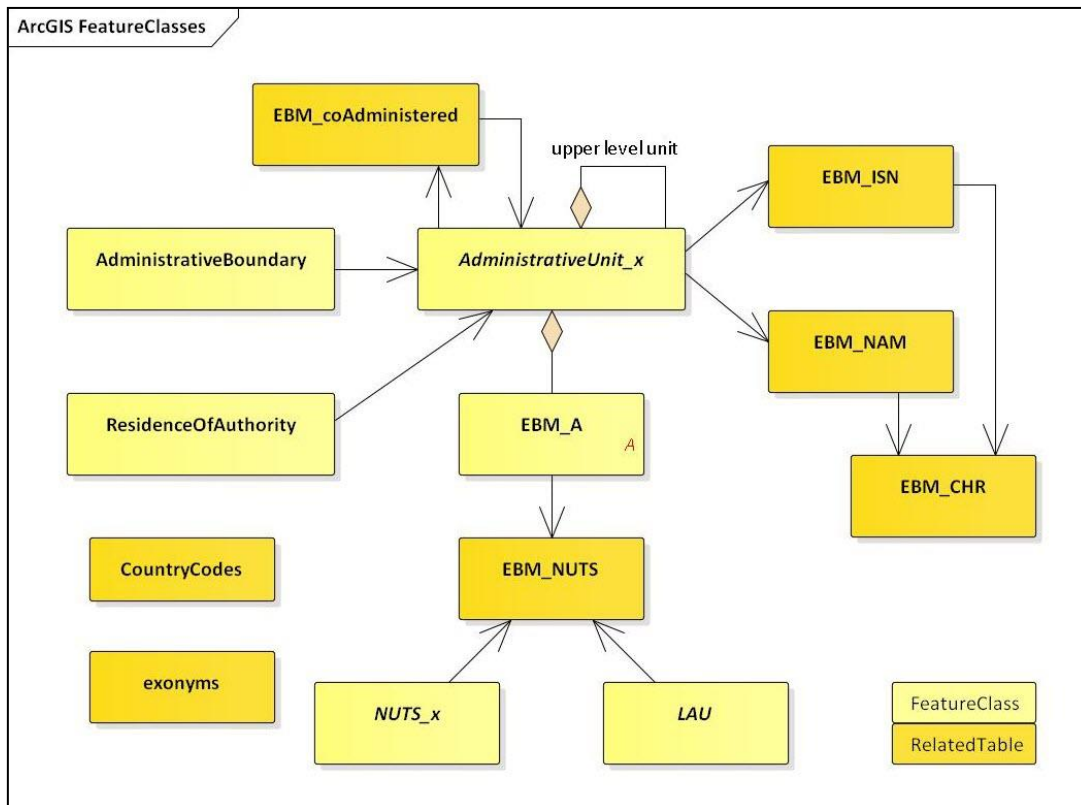 ArcGIS FeatureClasses
EBM_coAdministered
upper level unit
EBM_ISN
AdministrativeBoundary
AdministrativeUnit_x
EBM_NAM
ResidenceOfAuthority
EBM_A
A
EBM_CHR
CountryCodes
EBM_NUTS
exonyms
NUTS_x
LAU
FeatureClass
RelatedTable